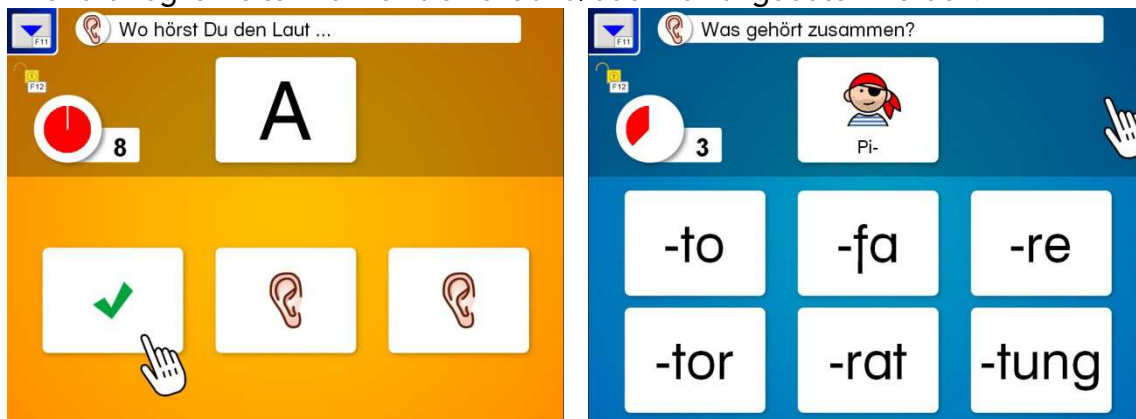 F11
Wo hörst Du den Laut ...
F12
8
A
F11
Was gehört zusammen?
F12
3
Pi-
-to
-fa
-re
-tor
-rat
-tung